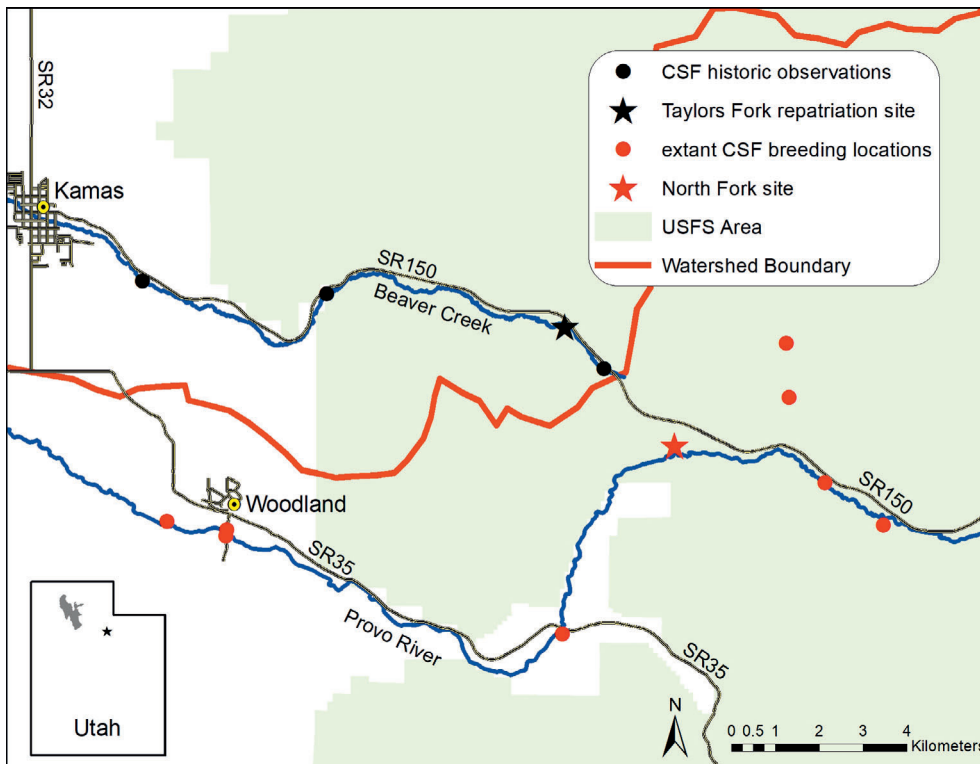 SR32
CSF historic observations
Taylors Fork repatriation site
extant CSF breeding locations
North Fork site
USFS Area
Watershed Boundary
Kamas
SR150
Beaver Creek
Woodland
SR150
SR35
Provo River
SR35
Utah
N
0 0.5 1 2 3 4
Kilometers